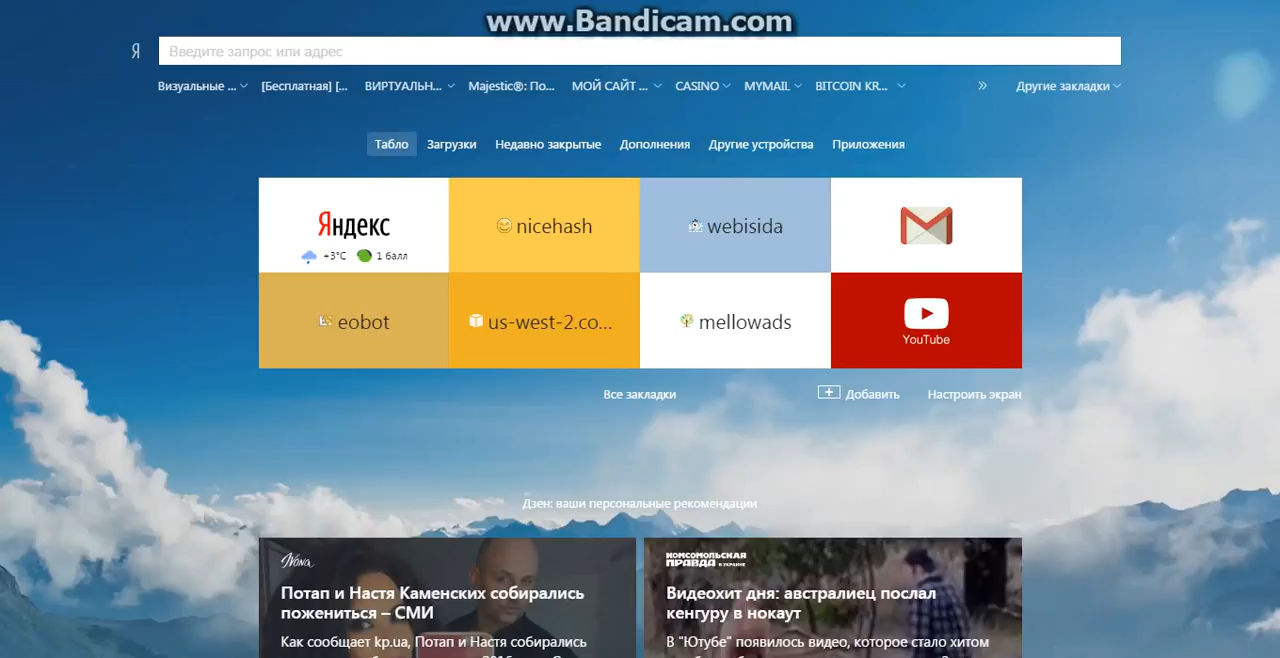 www.Bandicam.com
Я Введите запрос или адрес
Визуальные ... [Бесплатная] [... ВИРТУАЛЬН... Majestic®: По... МОЙ САЙТ ... CASINO MYMAIL BITCOIN KR... » Другие закладки
Табло Загрузки Недавно закрытые Дополнения Другие устройства Приложения
Яндекс
+3°C 1 балл
nicehash
webisida
eobot
us-west-2.co...
mellowads
YouTube
Все закладки Добавить Настроить экран
Дзен: ваши персональные рекомендации
Wona
Потап и Настя Каменских собирались
пожениться – СМИ
Как сообщает kp.ua, Потап и Настя собирались
КОМСОМОЛЬСКАЯ
ПРАВДА В УКРАИНЕ
Видеохит дня: австралиец послал
кенгуру в нокаут
В "Ютубе" появилось видео, которое стало хитом